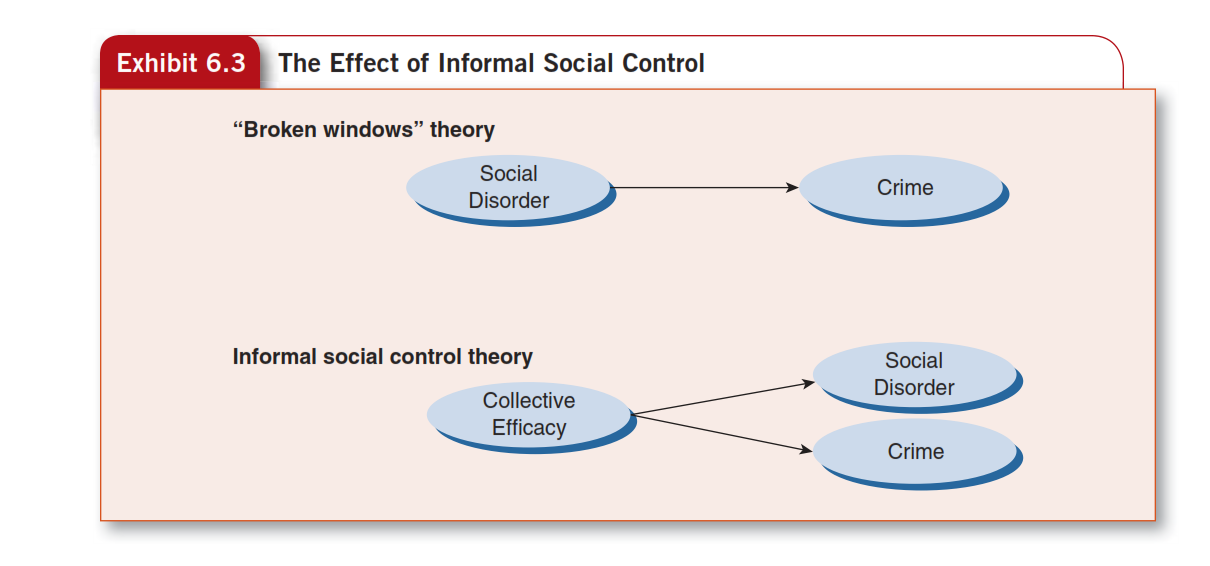 Exhibit 6.3 The Effect of Informal Social Control
“Broken windows” theory
Social
Disorder
Crime
Informal social control theory
Collective
Efficacy
Social
Disorder
Crime